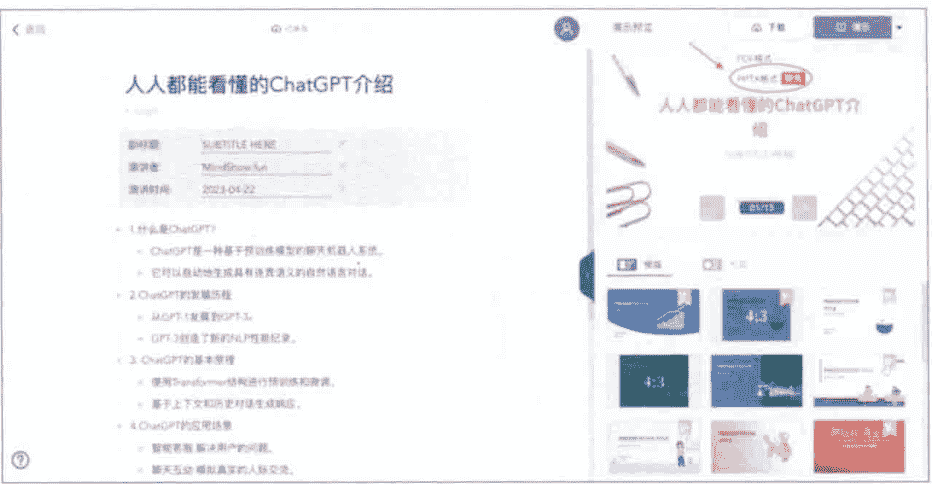 返回
已保存
演示预览
下载
播放
PDF格式
PPTX格式
人人都能看懂的ChatGPT介绍
副标题: SUBTITLE HERE
演讲者: MindShow.fun
演讲时间: 2023-04-22
1.什么是ChatGPT?
ChatGPT是一种基于预训练模型的聊天机器人系统。
它可以自动地生成具有连贯语义的自然语言对话。
2.ChatGPT的发展历程
从GPT-1发展到GPT-3。
GPT-3创造了新的NLP性能纪录。
3. ChatGPT的基本原理
使用Transformer结构进行预训练和微调。
基于上下文和历史对话生成响应。
4.ChatGPT的应用场景
智能客服 解决用户的问题。
聊天互动 模拟真实的人际交流。
人人都能看懂的ChatGPT介
绍
01/13
模板
4:3
4:3